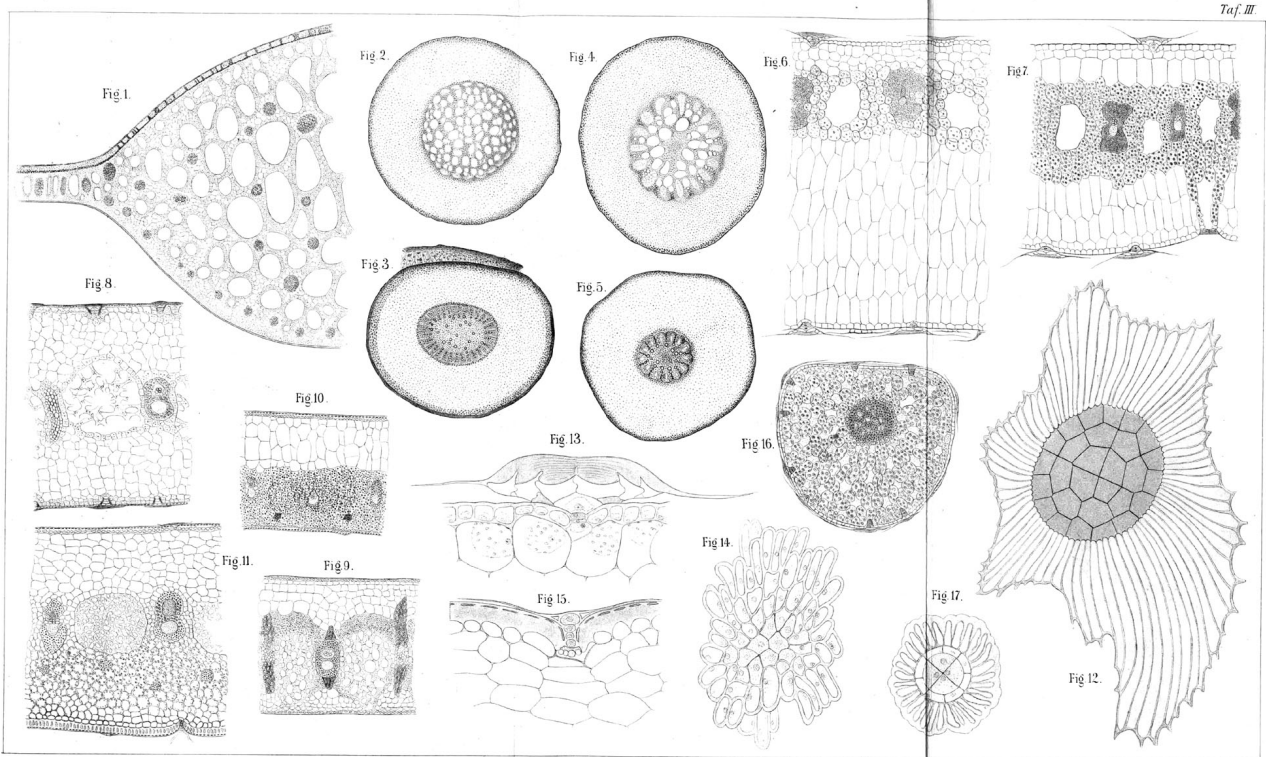 Taf. III.
Fig. 1.
Fig. 2.
Fig. 4.
Fig. 6.
Fig. 7.
Fig. 3.
Fig. 5.
Fig. 8.
Fig. 10.
Fig. 13.
Fig. 16.
Fig. 11.
Fig. 9.
Fig. 15.
Fig. 14.
Fig. 17.
Fig. 12.